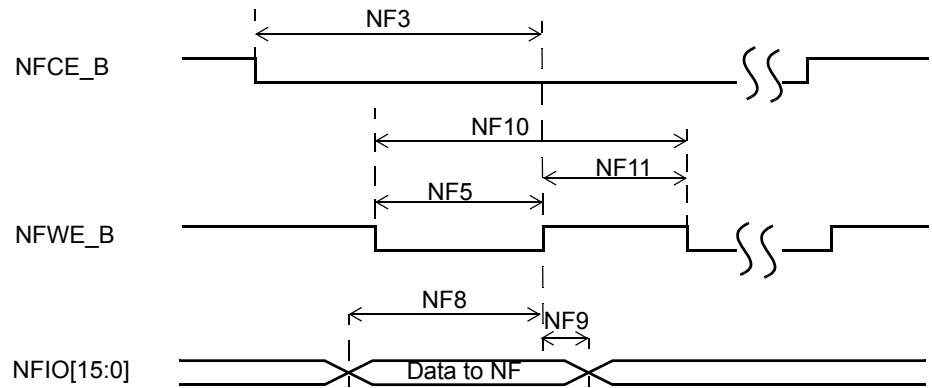 NF3
NFCE_B
NF10
NF11
NF5
NFWE_B
NF8
NF9
NFIO[15:0]
Data to NF